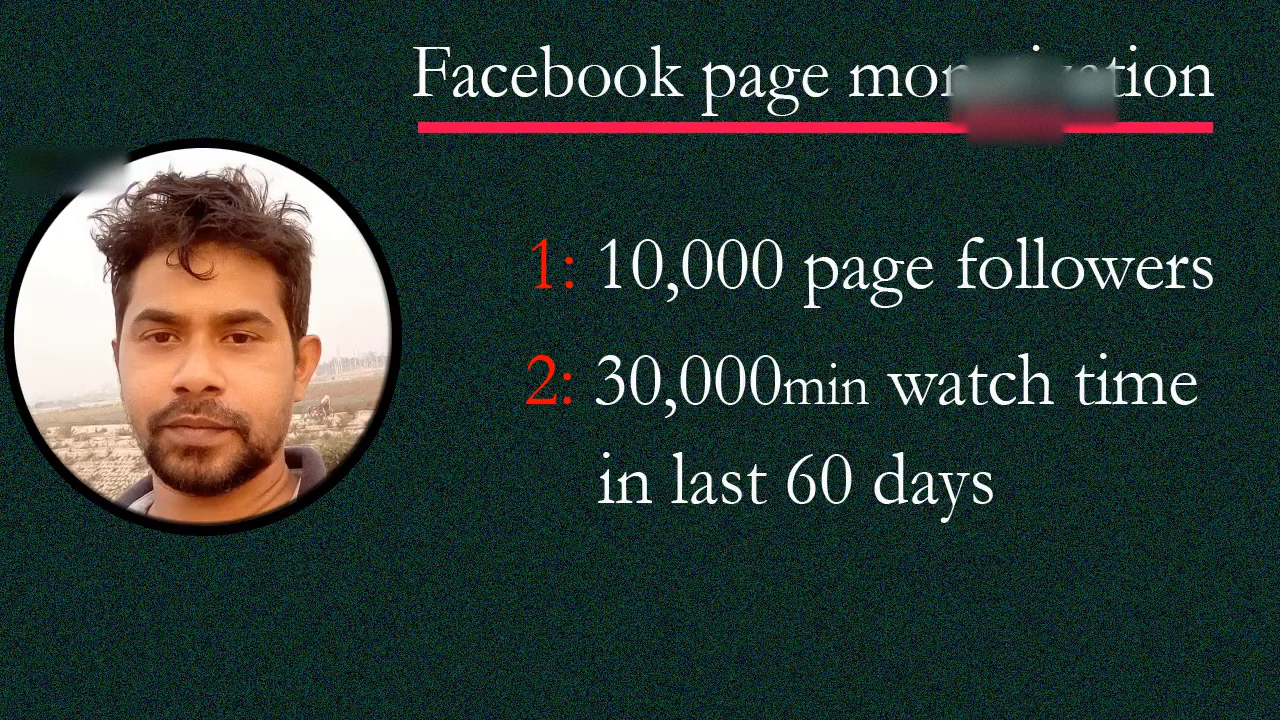 Facebook page
1: 10,000 page followers
2: 30,000min watch time
in last 60 days